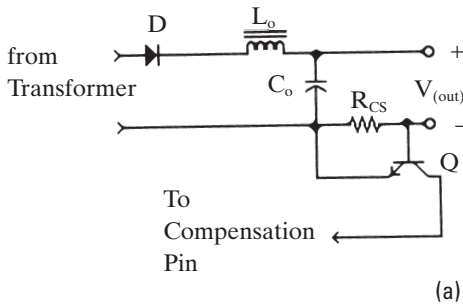 D
Lo
from
Transformer
+
Co
RCS
V(out)
−
Q
To
Compensation
Pin
(a)